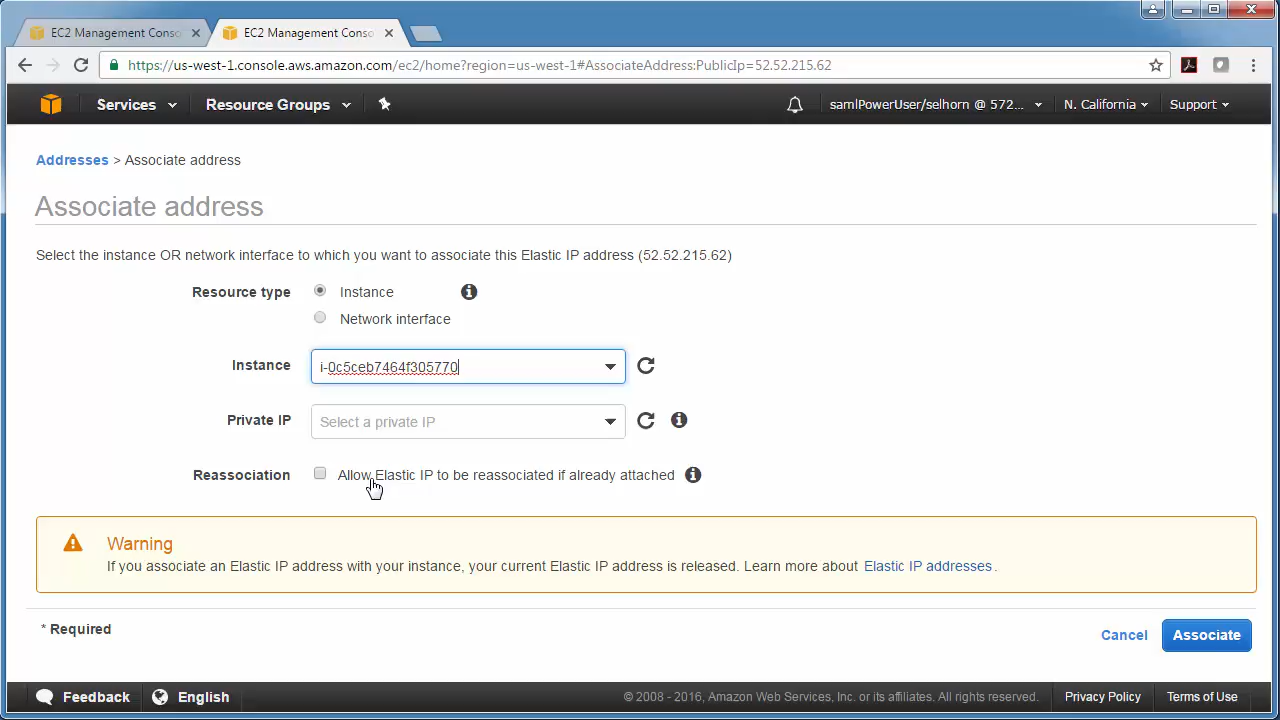 EC2 Management Conso
EC2 Management Conso
https://us-west-1.console.aws.amazon.com/ec2/home?region=us-west-1#AssociateAddress:PublicIp=52.52.215.62
Services Resource Groups samlPowerUser/selhorn @ 572... N. California Support
Addresses > Associate address
Associate address
Select the instance OR network interface to which you want to associate this Elastic IP address (52.52.215.62)
Resource type Instance
Network interface
Instance i-0c5ceb7464f305770
Private IP Select a private IP
Reassociation Allow Elastic IP to be reassociated if already attached
Warning
If you associate an Elastic IP address with your instance, your current Elastic IP address is released. Learn more about Elastic IP addresses.
* Required Cancel Associate
Feedback English © 2008 - 2016, Amazon Web Services, Inc. or its affiliates. All rights reserved. Privacy Policy Terms of Use